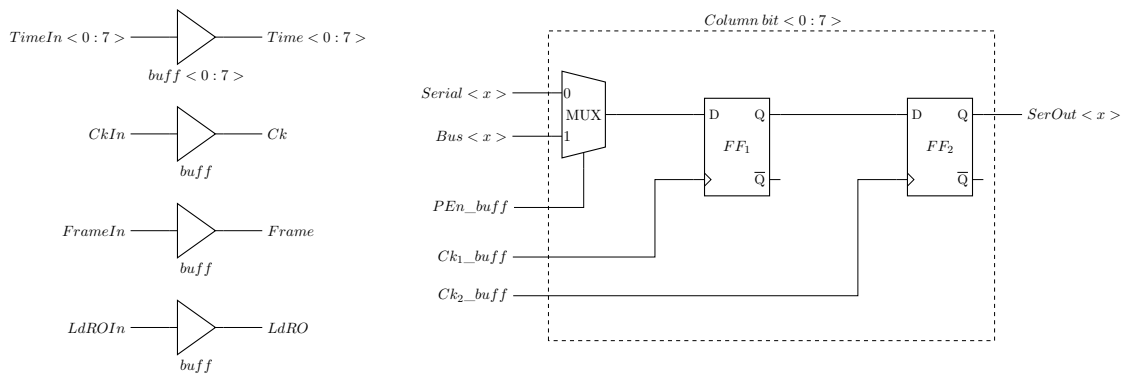 TimeIn < 0 : 7 >
Time < 0 : 7 >
buff < 0 : 7 >
CkIn
Ck
buff
FrameIn
Frame
buff
LdROIn
LdRO
buff
Column bit < 0 : 7 >
Serial < x >
0
MUX
Bus < x >
1
PEn_buff
Ck₁_buff
Ck₂_buff
D Q
FF₁
Q̅
D Q
FF₂
Q̅
SerOut < x >